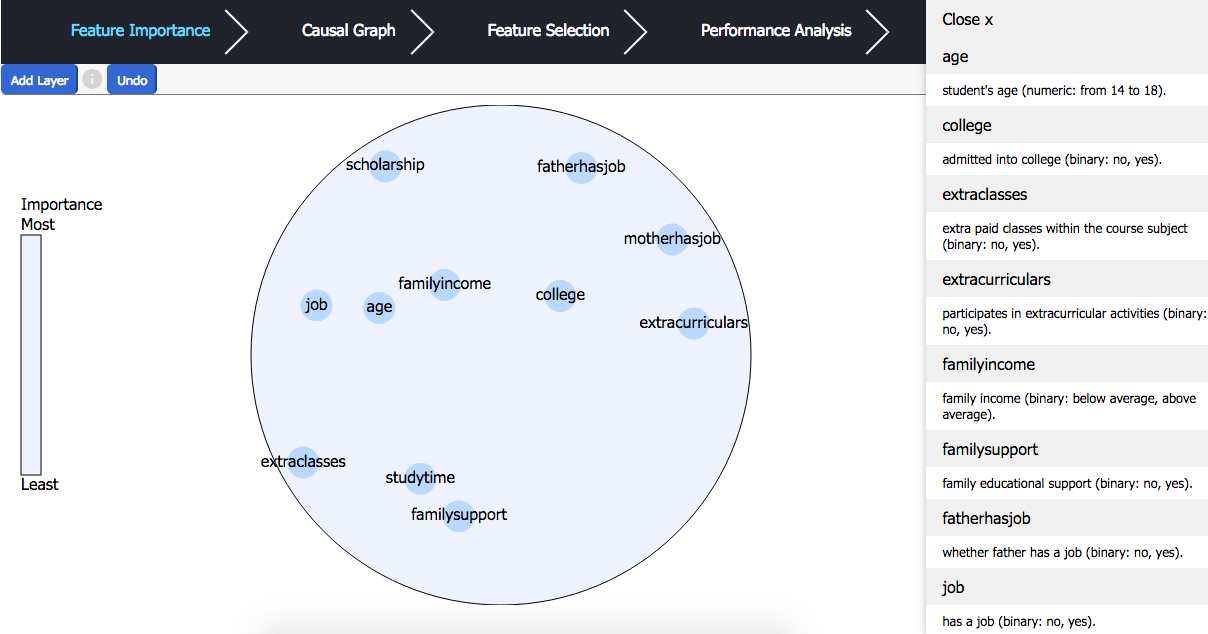 Feature Importance
Causal Graph
Feature Selection
Performance Analysis
Add Layer
i
Undo
Importance
Most
Least
scholarship
fatherhasjob
motherhasjob
familyincome
college
job
age
extracurriculars
extraclasses
studytime
familysupport
Close x
age
student's age (numeric: from 14 to 18).
college
admitted into college (binary: no, yes).
extraclasses
extra paid classes within the course subject
(binary: no, yes).
extracurriculars
participates in extracurricular activities (binary:
no, yes).
familyincome
family income (binary: below average, above
average).
familysupport
family educational support (binary: no, yes).
fatherhasjob
whether father has a job (binary: no, yes).
job
has a job (binary: no, yes).